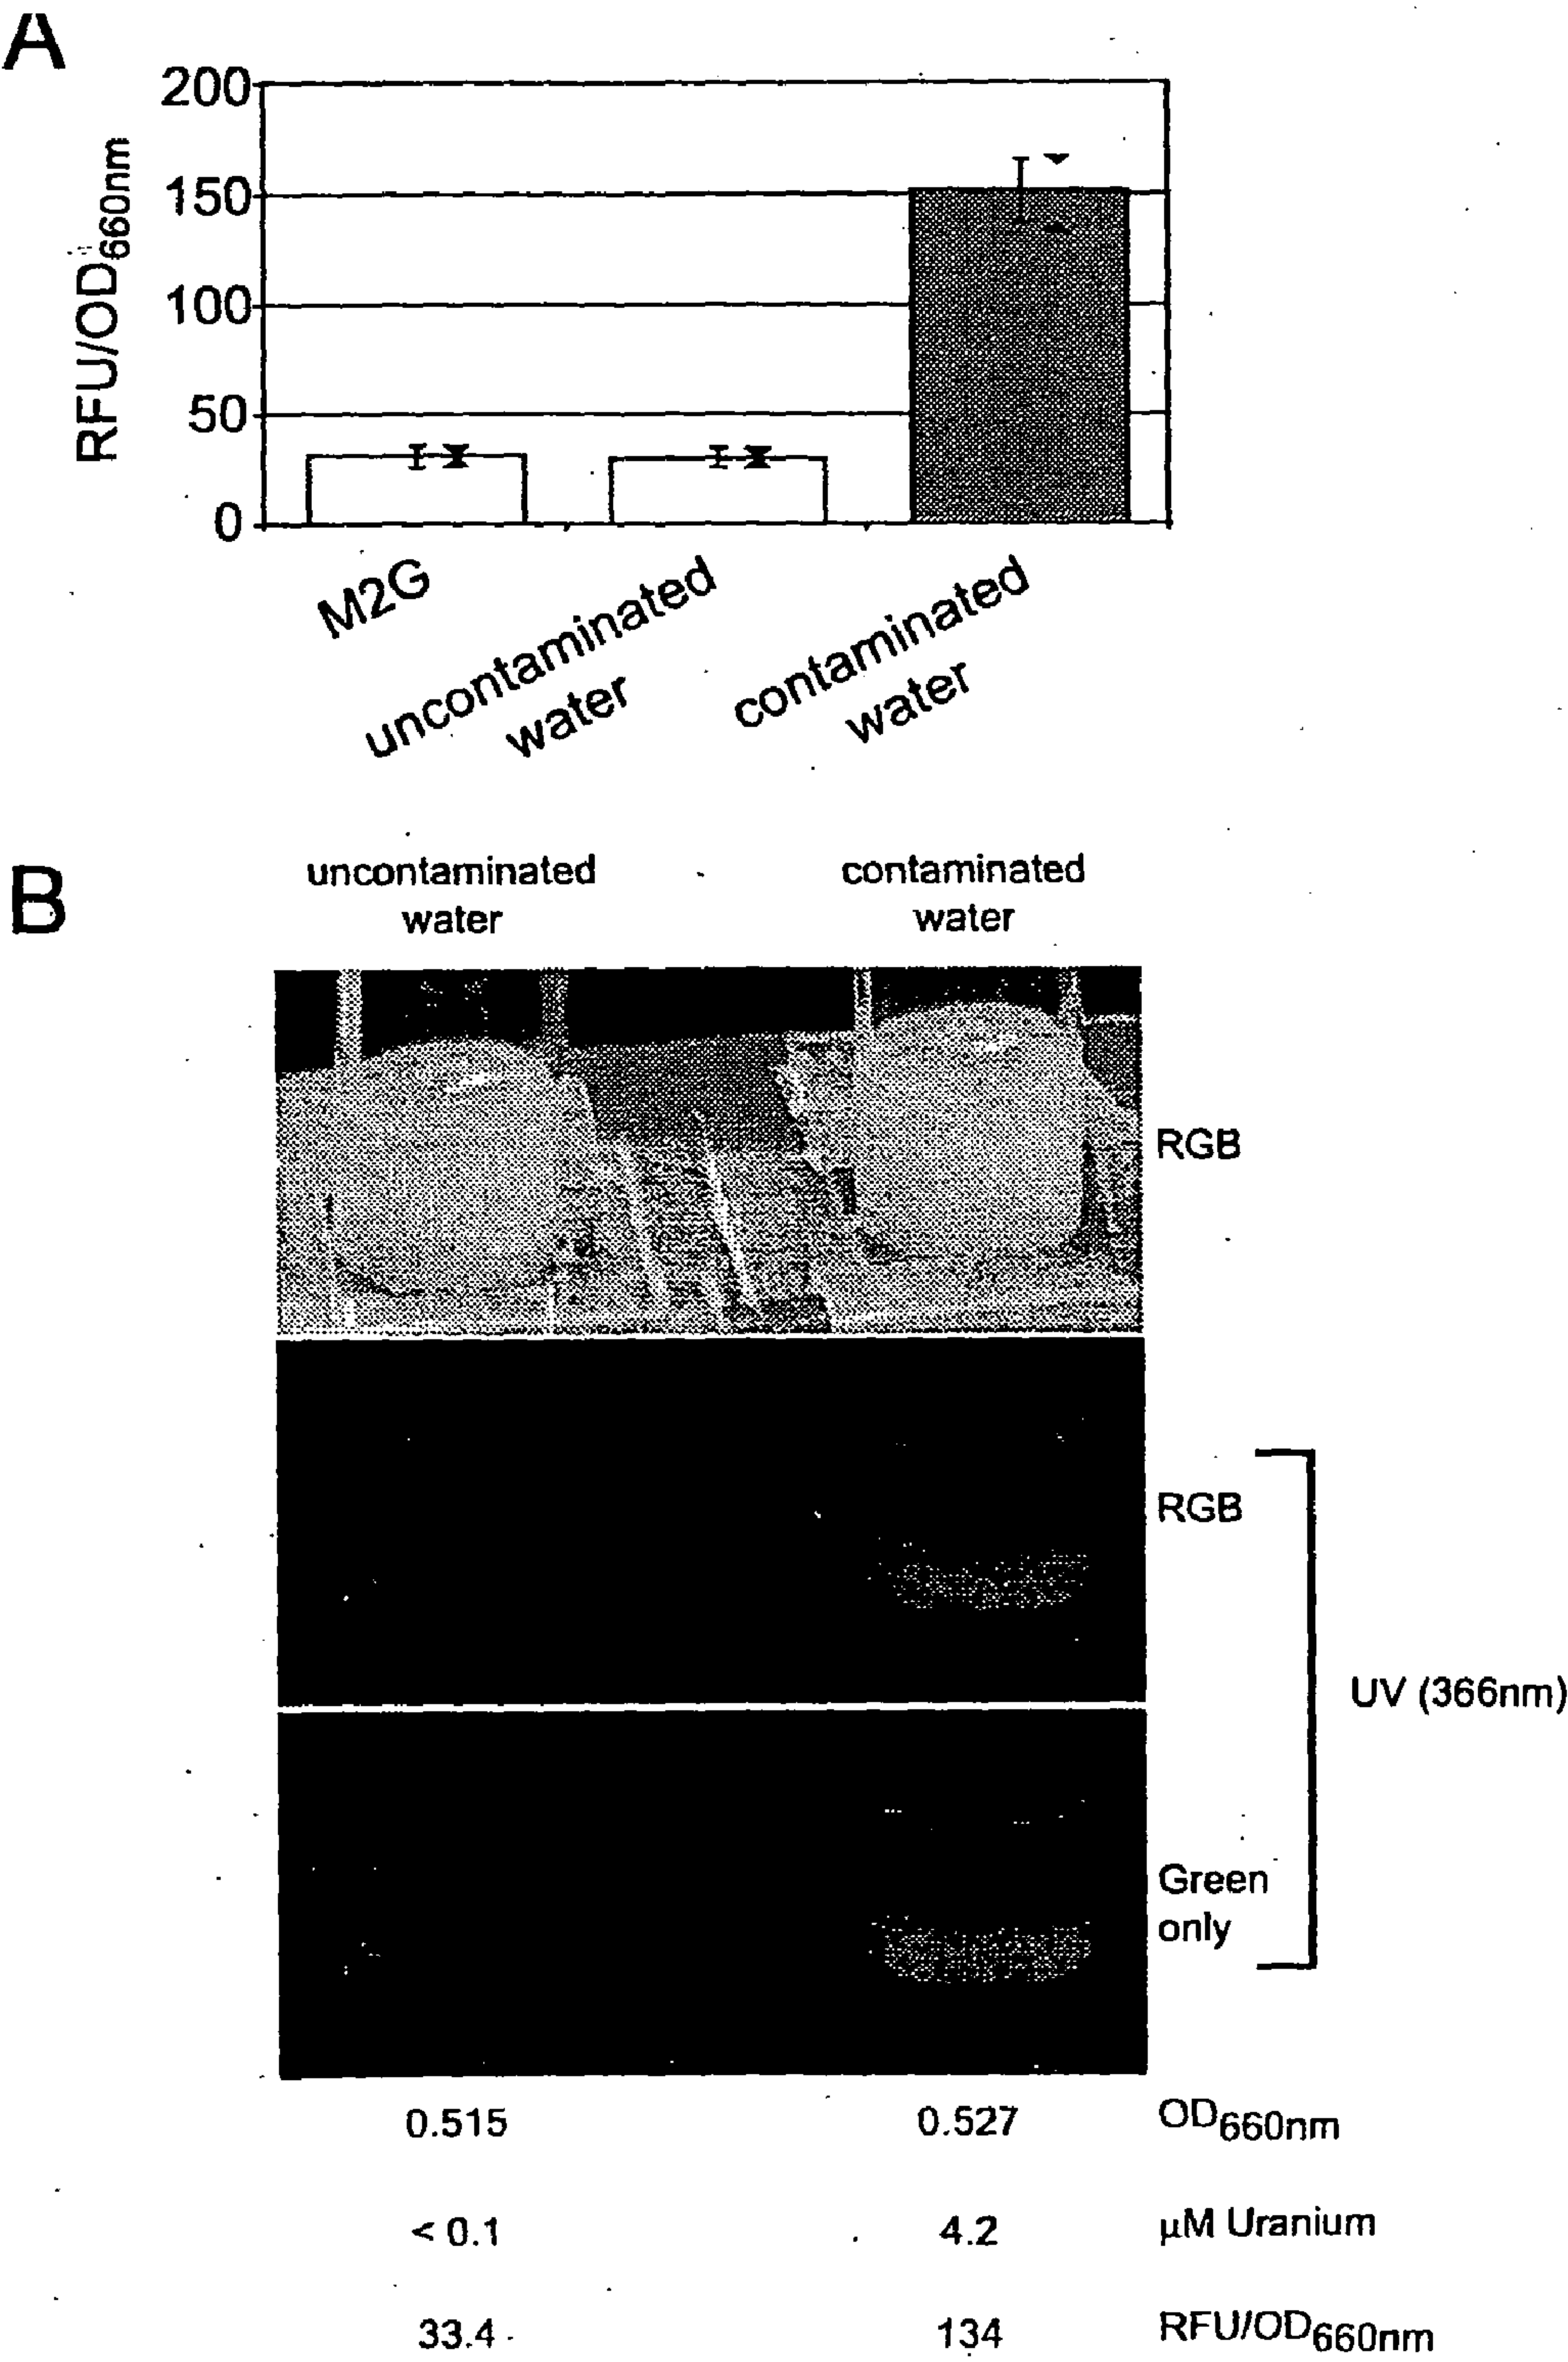 A
200
150
100
50
0
RFU/OD660nm
M2G
uncontaminated
water
contaminated
water
B
uncontaminated
water
contaminated
water
RGB
RGB
UV (366nm)
Green
only
0.515 0.527 OD660nm
< 0.1 4.2 µM Uranium
33.4 134 RFU/OD660nm